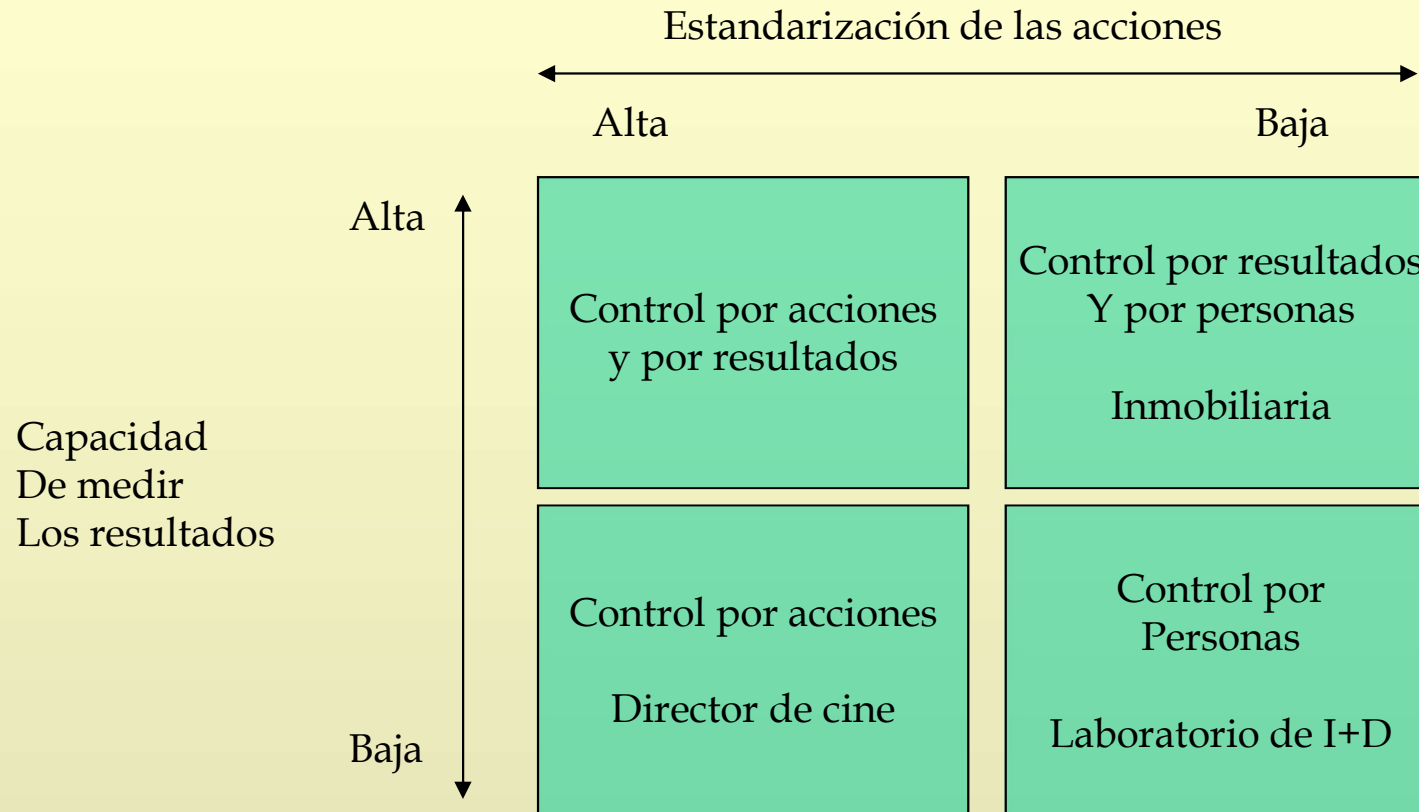 Estandarización de las acciones
Alta
Baja
Alta
Control por acciones
y por resultados
Control por resultados
Y por personas
Inmobiliaria
Capacidad
De medir
Los resultados
Control por acciones
Director de cine
Control por
Personas
Laboratorio de I+D
Baja